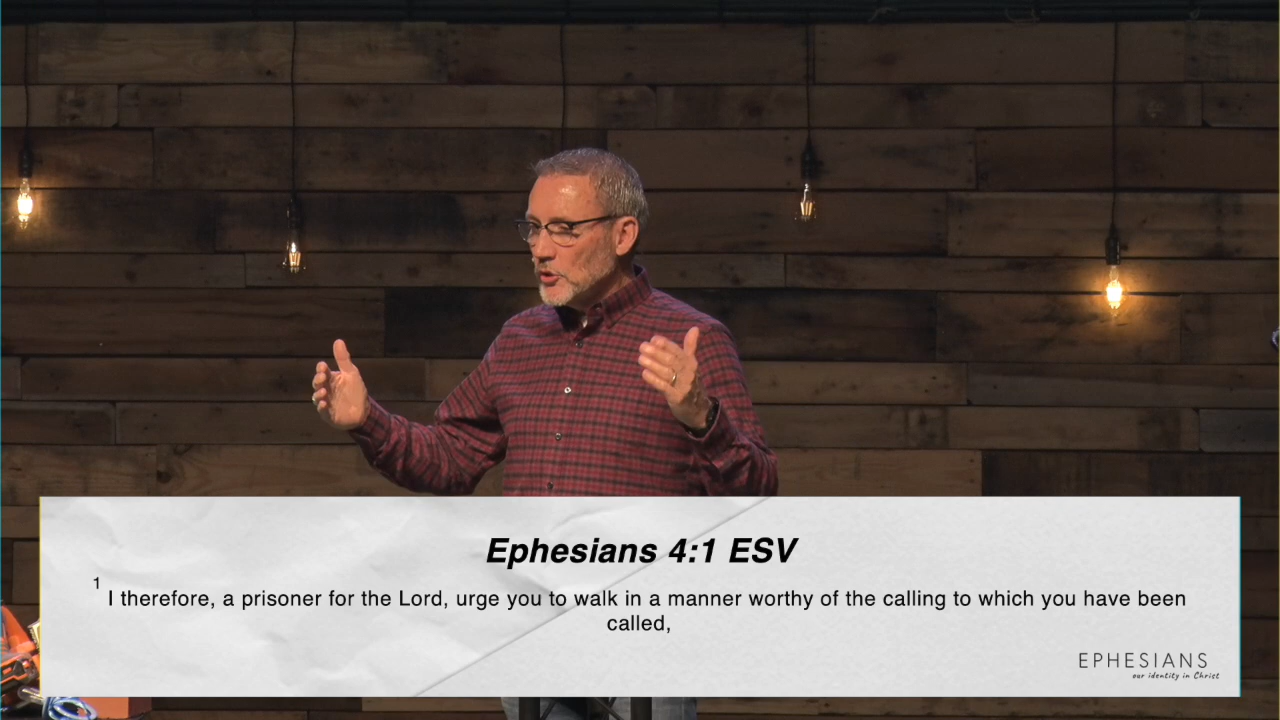 Ephesians 4:1 ESV
1 I therefore, a prisoner for the Lord, urge you to walk in a manner worthy of the calling to which you have been
called,
EPHESIANS
our identity in Christ